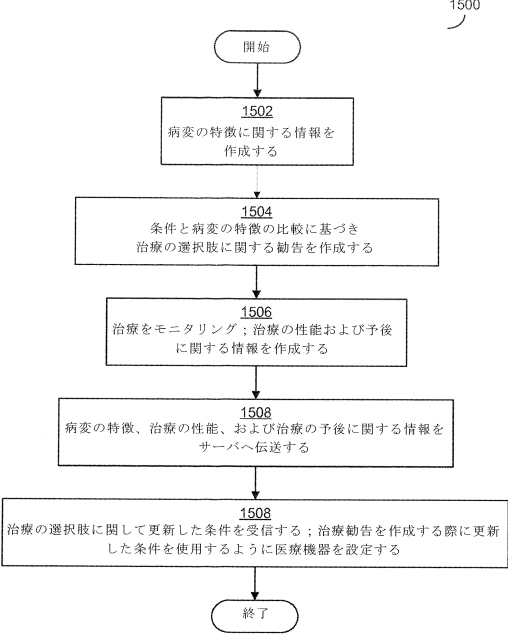 1500
開始
1502
病変の特徴に関する情報を
作成する
1504
条件と病変の特徴の比較に基づき
治療の選択肢に関する勧告を作成する
1506
治療をモニタリング；治療の性能および予後
に関する情報を作成する
1508
病変の特徴、治療の性能、および治療の予後に関する情報を
サーバへ伝送する
1508
治療の選択肢に関して更新した条件を受信する；治療勧告を作成する際に更新
した条件を使用するように医療機器を設定する
終了